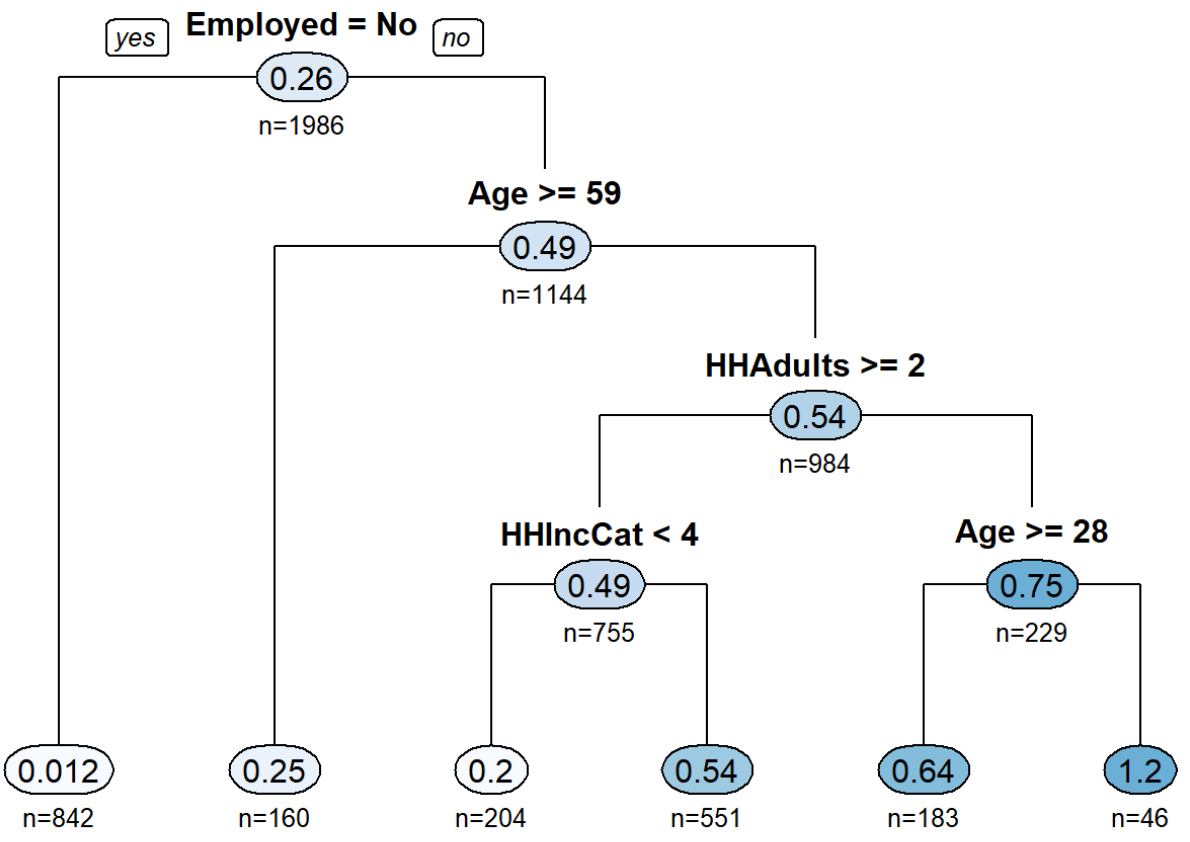 Employed = No
yes
no
0.26
n=1986
Age >= 59
0.49
n=1144
HHAdults >= 2
0.54
n=984
HHIncCat < 4
Age >= 28
0.49
0.75
n=755
n=229
0.012
0.25
0.2
0.54
0.64
1.2
n=842
n=160
n=204
n=551
n=183
n=46